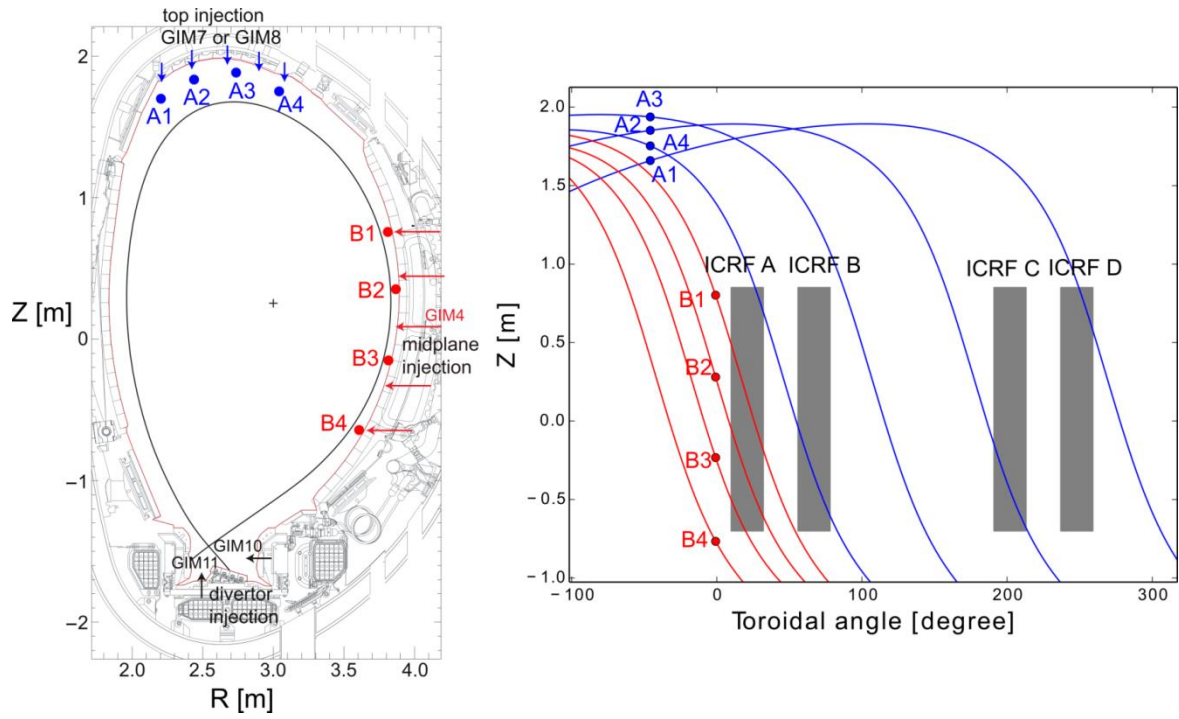 top injection
GIM7 or GIM8
2
A1
A2
A3
A4
1
B1
B2
GIM4
Z [m]
0
midplane
injection
B3
B4
−1
GIM10
GIM11
divertor
injection
−2
2.0 2.5 3.0 3.5 4.0
R [m]
2.0
A3
A2
A4
A1
1.5
1.0
ICRF A
ICRF B
ICRF C
ICRF D
B1
Z [m]
0.5
B2
0.0
B3
−0.5
B4
−1.0
−100 0 100 200 300
Toroidal angle [degree]